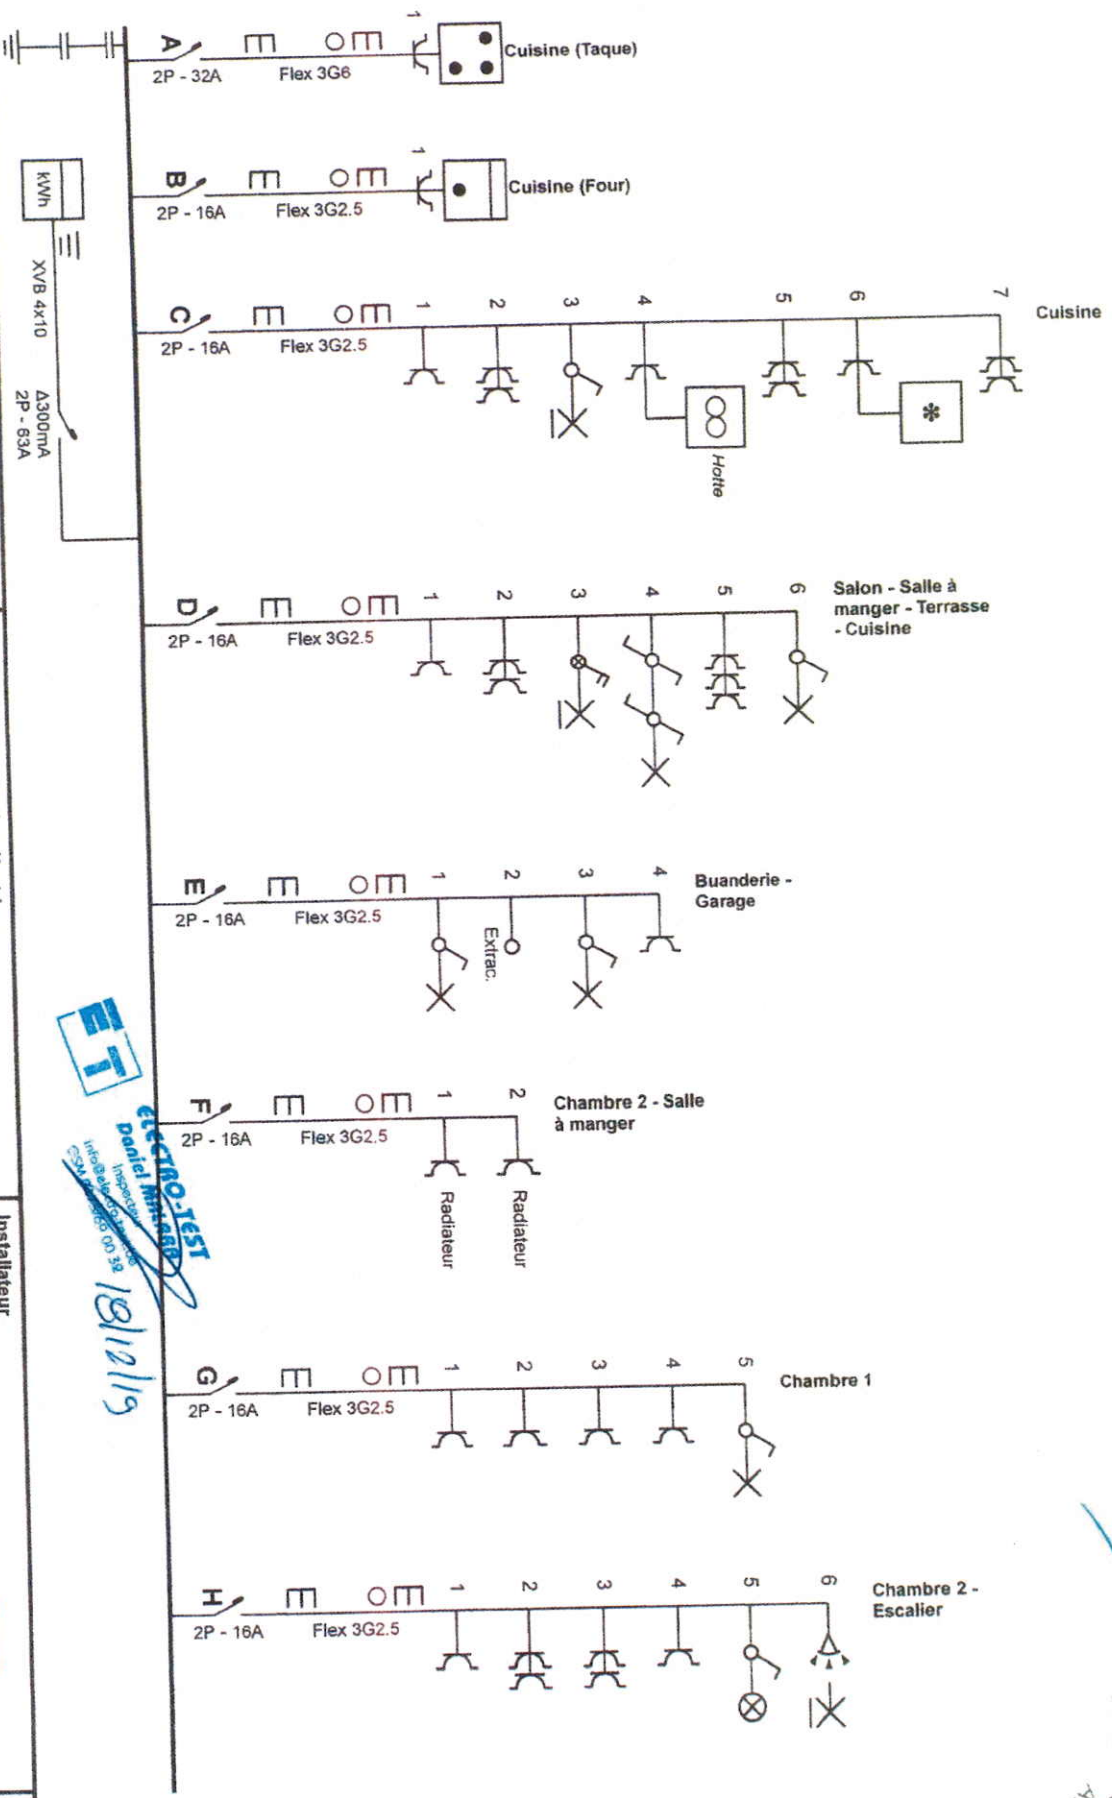 A
2P - 32A
Flex 3G6
1
Cuisine (Taque)
B
2P - 16A
Flex 3G2.5
1
Cuisine (Four)
kWh
XVB 4x10
Δ300mA
2P - 63A
C
2P - 16A
Flex 3G2.5
1
2
3
4
5
6
7
Cuisine
Hotte
*
D
2P - 16A
Flex 3G2.5
1
2
3
4
5
6
Salon - Salle à
manger - Terrasse
- Cuisine
E
2P - 16A
Flex 3G2.5
1
2
3
4
Extrac.
Buanderie -
Garage
F
2P - 16A
Flex 3G2.5
1
2
Radiateur
Radiateur
Chambre 2 - Salle
à manger
ET
ELECTRO-TEST
Daniel
Inspecteur
18/12/19
G
2P - 16A
Flex 3G2.5
1
2
3
4
5
Chambre 1
H
2P - 16A
Flex 3G2.5
1
2
3
4
5
6
Chambre 2 -
Escalier
Installateur